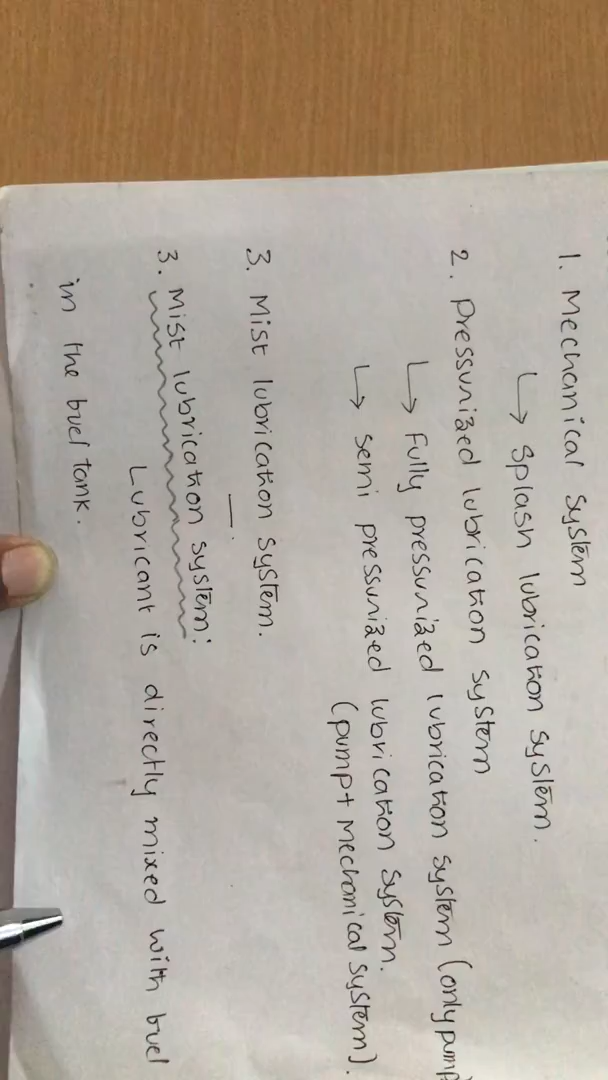 1. Mechanical system
↳ Splash lubrication system.
2. Pressurized lubrication system
↳ Fully pressurized lubrication system (only pump
↳ Semi pressurized lubrication system.
(pump + Mechanical system).
3. Mist lubrication system.
3. Mist lubrication system:
Lubricant is directly mixed with fuel
in the fuel tank.